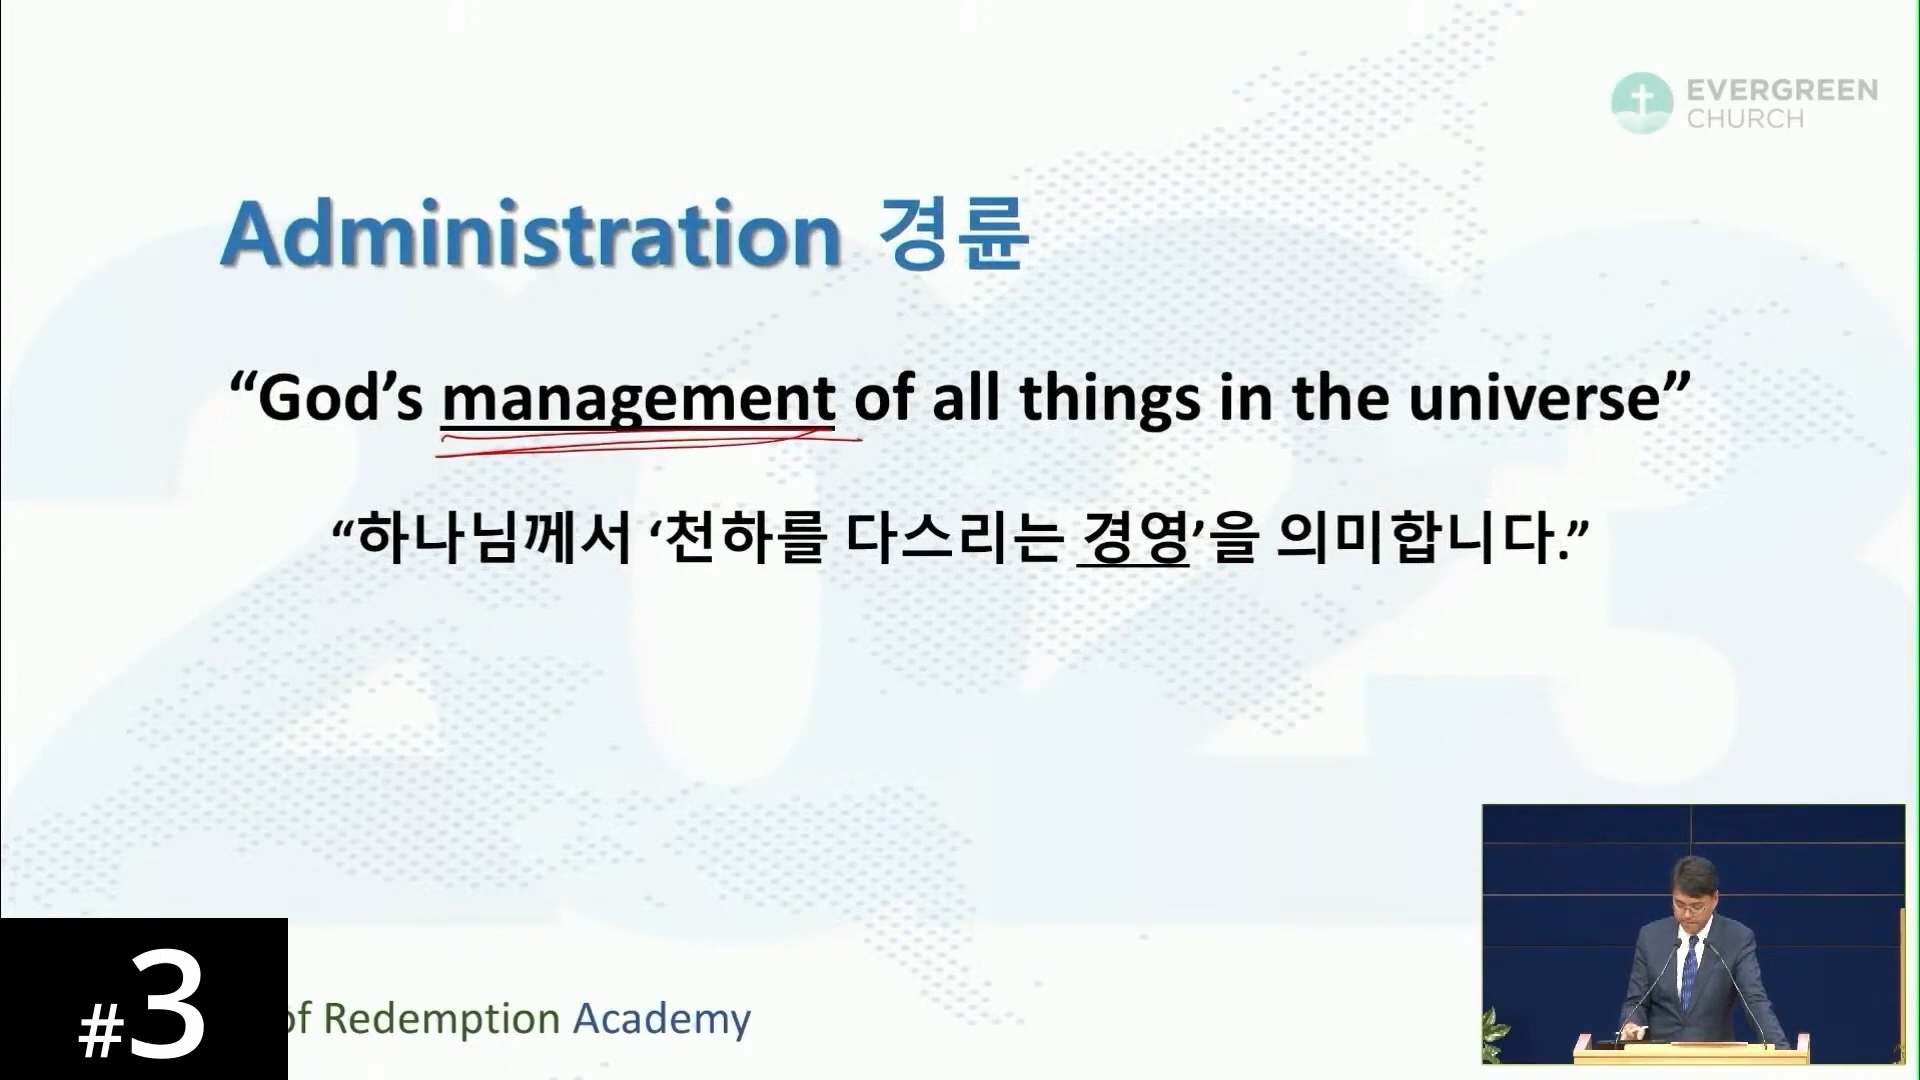 EVERGREEN
CHURCH
Administration 경륜
“God’s management of all things in the universe”
“하나님께서 ‘천하를 다스리는 경영’을 의미합니다.”
#3
of Redemption Academy